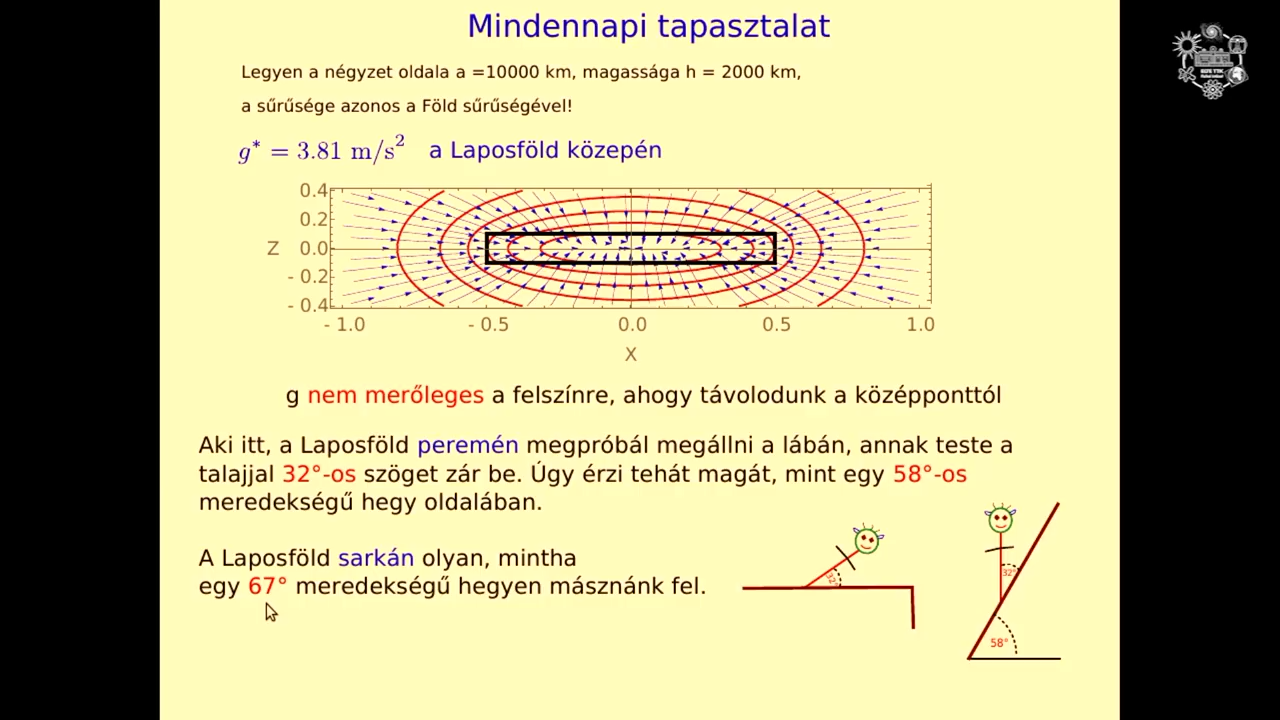 Mindennapi tapasztalat
Legyen a négyzet oldala a =10000 km, magassága h = 2000 km,
a sűrűsége azonos a Föld sűrűségével!
g* = 3.81 m/s² a Laposföld közepén
0.4
0.2
Z 0.0
- 0.2
- 0.4
- 1.0 - 0.5 0.0 0.5 1.0
X
g nem merőleges a felszínre, ahogy távolodunk a középponttól
Aki itt, a Laposföld peremén megpróbál megállni a lábán, annak teste a
talajjal 32°-os szöget zár be. Úgy érzi tehát magát, mint egy 58°-os
meredekségű hegy oldalában.
A Laposföld sarkán olyan, mintha
egy 67° meredekségű hegyen másznánk fel.
32°
32°
58°